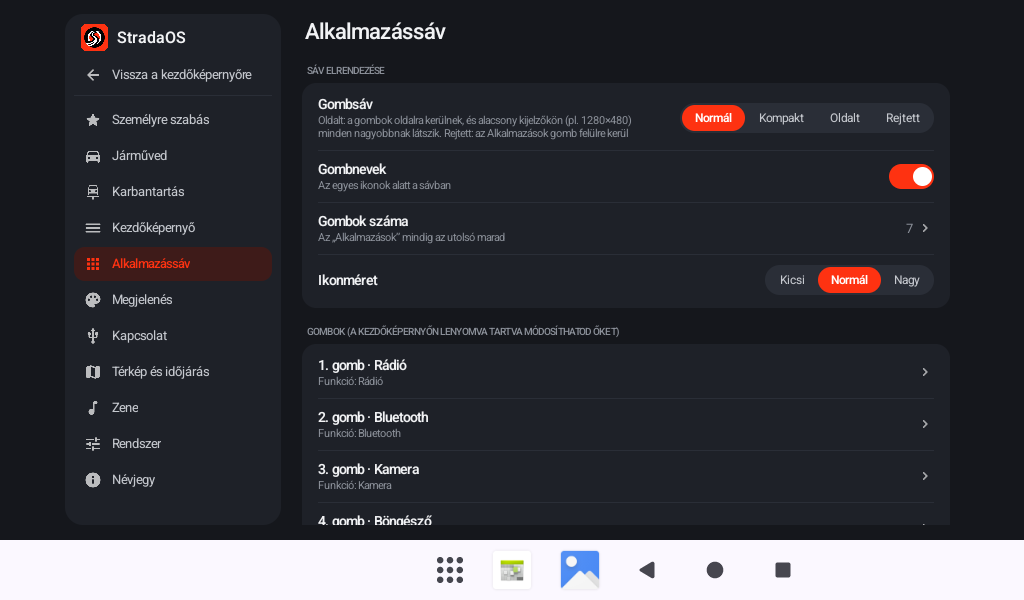 StradaOS
Vissza a kezdőképernyőre
Személyre szabás
Járműved
Karbantartás
Kezdőképernyő
Alkalmazássáv
Megjelenés
Kapcsolat
Térkép és időjárás
Zene
Rendszer
Névjegy
Alkalmazássáv
SÁV ELRENDEZÉSE
Gombsáv
Oldalt: a gombok oldalra kerülnek, és alacsony kijelzőkön (pl. 1280×480)
minden nagyobbnak látszik. Rejtett: az Alkalmazások gomb felülre kerül
Normál Kompakt Oldalt Rejtett
Gombnevek
Az egyes ikonok alatt a sávban
Gombok száma
Az „Alkalmazások” mindig az utolsó marad
7
Ikonméret
Kicsi Normál Nagy
GOMBOK (A KEZDŐKÉPERNYŐN LENYOMVA TARTVA MÓDOSÍTHATOD ŐKET)
1. gomb · Rádió
Funkció: Rádió
2. gomb · Bluetooth
Funkció: Bluetooth
3. gomb · Kamera
Funkció: Kamera
4. gomb · Böngésző